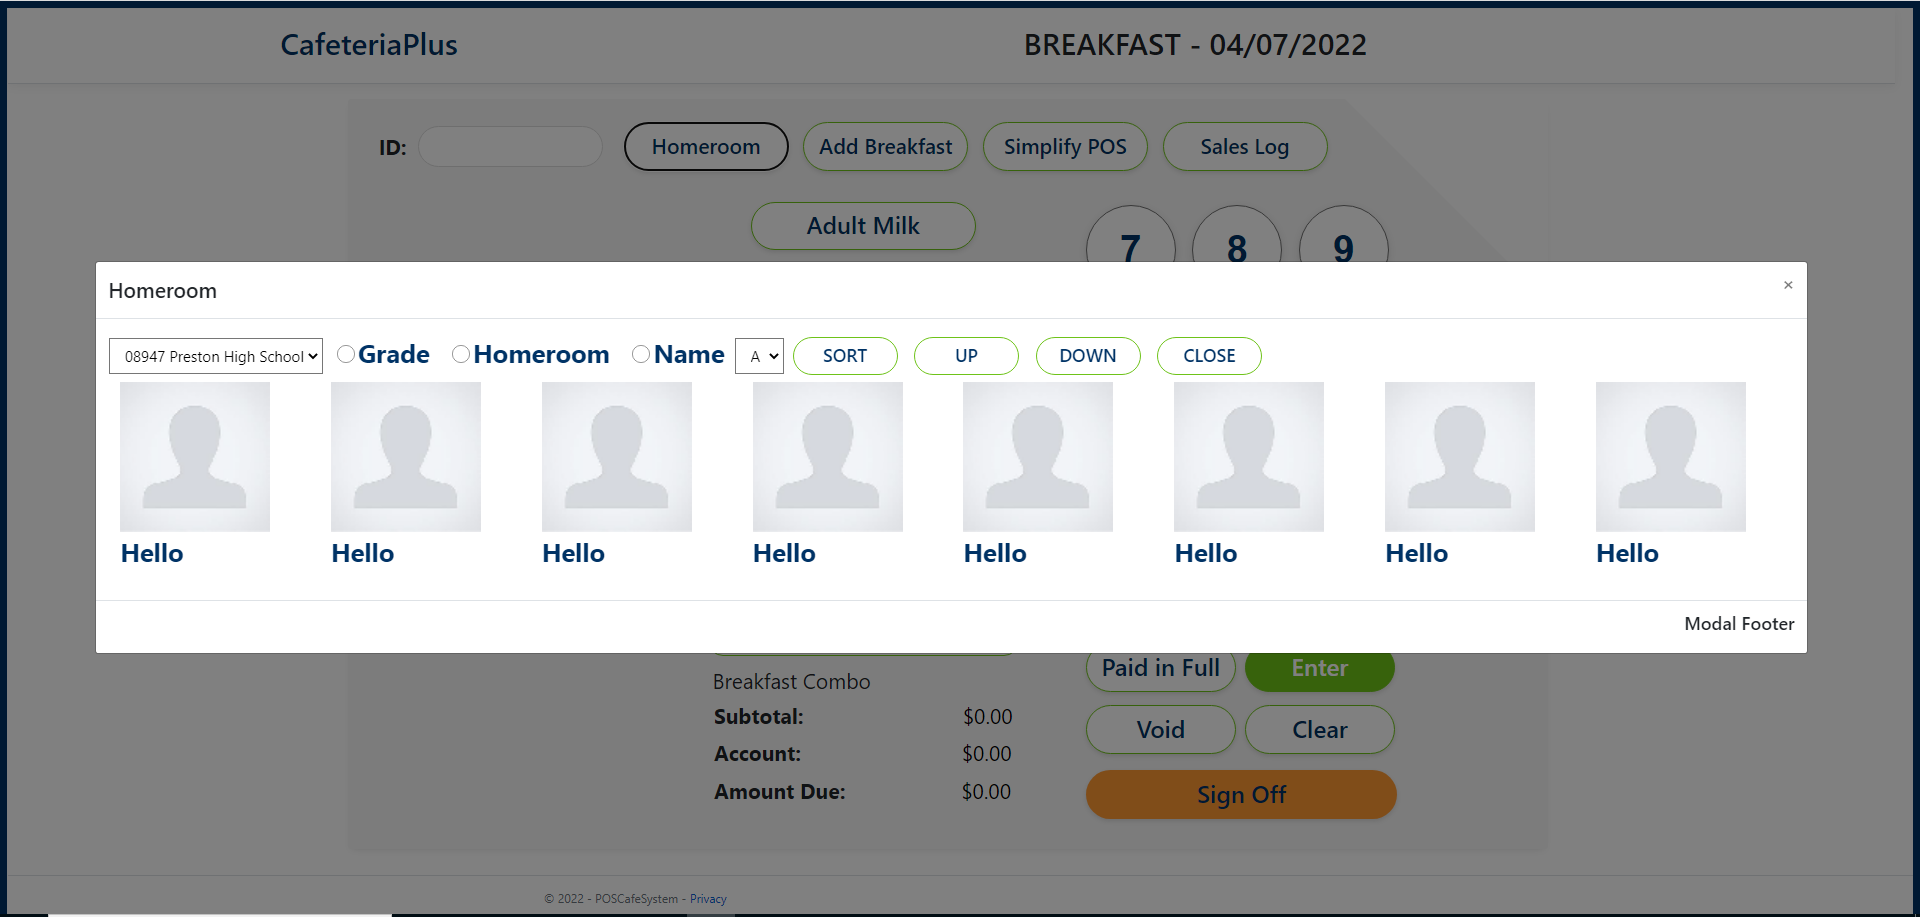 CafeteriaPlus BREAKFAST - 04/07/2022
ID: Homeroom Add Breakfast Simplify POS Sales Log
Adult Milk
7 8 9
Homeroom ×
08947 Preston High School Grade Homeroom Name A SORT UP DOWN CLOSE
Hello Hello Hello Hello Hello Hello Hello Hello
Modal Footer
Paid in Full Enter
Breakfast Combo
Subtotal: $0.00
Void Clear
Account: $0.00
Amount Due: $0.00
Sign Off
© 2022 - POSCafeSystem - Privacy